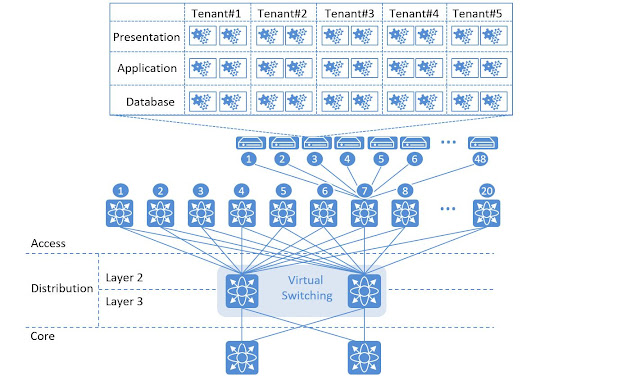 Tenant#1 Tenant#2 Tenant#3 Tenant#4 Tenant#5
Presentation
Application
Database
1 2 3 4 5 6 ••• 48
1 2 3 4 5 6 7 8 ••• 20
Access
Layer 2
Distribution
Layer 3
Virtual
Switching
Core